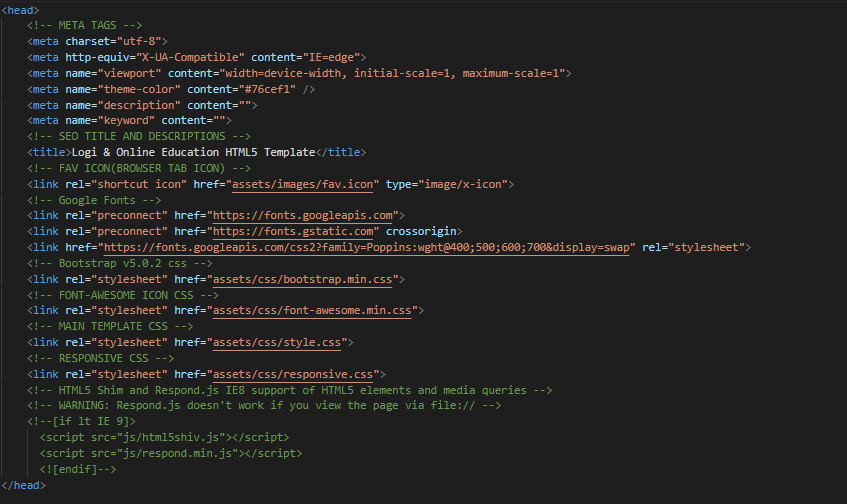 <head>
<!-- META TAGS -->
<meta charset="utf-8">
<meta http-equiv="X-UA-Compatible" content="IE=edge">
<meta name="viewport" content="width=device-width, initial-scale=1, maximum-scale=1">
<meta name="theme-color" content="#76cef1" />
<meta name="description" content="">
<meta name="keyword" content="">
<!-- SEO TITLE AND DESCRIPTIONS -->
<title>Logi & Online Education HTML5 Template</title>
<!-- FAV ICON(BROWSER TAB ICON) -->
<link rel="shortcut icon" href="assets/images/fav.icon" type="image/x-icon">
<!-- Google Fonts -->
<link rel="preconnect" href="https://fonts.googleapis.com">
<link rel="preconnect" href="https://fonts.gstatic.com" crossorigin>
<link href="https://fonts.googleapis.com/css2?family=Poppins:wght@400;500;600;700&display=swap" rel="stylesheet">
<!-- Bootstrap v5.0.2 css -->
<link rel="stylesheet" href="assets/css/bootstrap.min.css">
<!-- FONT-AWESOME ICON CSS -->
<link rel="stylesheet" href="assets/css/font-awesome.min.css">
<!-- MAIN TEMPLATE CSS -->
<link rel="stylesheet" href="assets/css/style.css">
<!-- RESPONSIVE CSS -->
<link rel="stylesheet" href="assets/css/responsive.css">
<!-- HTML5 Shim and Respond.js IE8 support of HTML5 elements and media queries -->
<!-- WARNING: Respond.js doesn't work if you view the page via file:// -->
<!--[if lt IE 9]>
<script src="js/html5shiv.js"></script>
<script src="js/respond.min.js"></script>
<![endif]-->
</head>